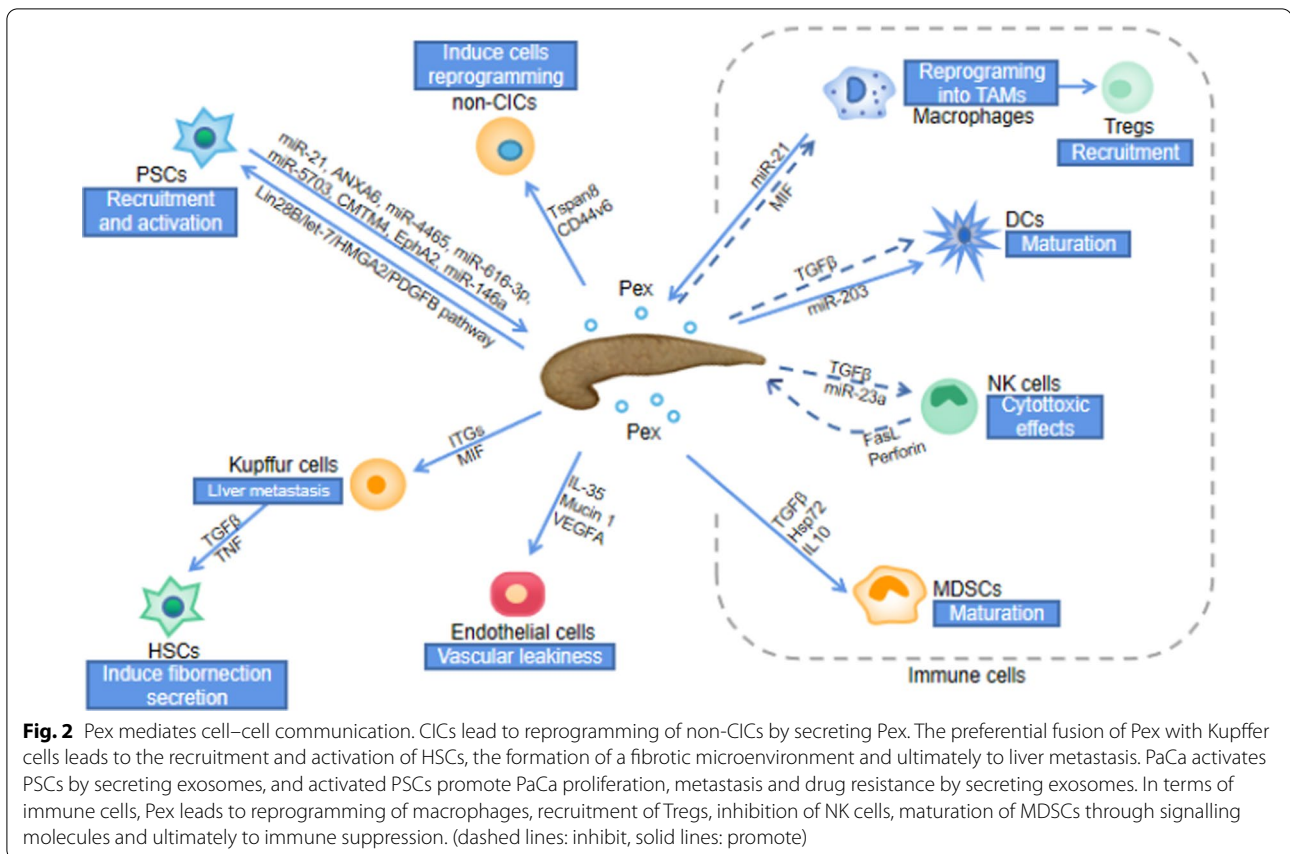 Induce cells
reprogramming
non-CICs
PSCs
Recruitment
and activation
miR-21, ANXA6, miR-4465, miR-616-3p,
miR-5703, CMTM4, EphA2, miR-146a
Lin28B/let-7/HMGA2/PDGFB pathway
Tspan8
CD44v6
Reprograming
into TAMs
Macrophages
Tregs
Recruitment
miR-21
MIF
DCs
Maturation
TGFβ
miR-203
Pex
TGFβ
miR-23a
NK cells
Cytottoxic
effects
FasL
Perforin
Pex
ITGs
MIF
Kupffur cells
LIver metastasis
TGFβ
TNF
HSCs
Induce fibornection
secretion
IL-35
Mucin 1
VEGFA
Endothelial cells
Vascular leakiness
TGFβ
Hsp72
IL10
MDSCs
Maturation
Immune cells
Fig. 2 Pex mediates cell–cell communication. CICs lead to reprogramming of non-CICs by secreting Pex. The preferential fusion of Pex with Kupffer
cells leads to the recruitment and activation of HSCs, the formation of a fibrotic microenvironment and ultimately to liver metastasis. PaCa activates
PSCs by secreting exosomes, and activated PSCs promote PaCa proliferation, metastasis and drug resistance by secreting exosomes. In terms of
immune cells, Pex leads to reprogramming of macrophages, recruitment of Tregs, inhibition of NK cells, maturation of MDSCs through signalling
molecules and ultimately to immune suppression. (dashed lines: inhibit, solid lines: promote)